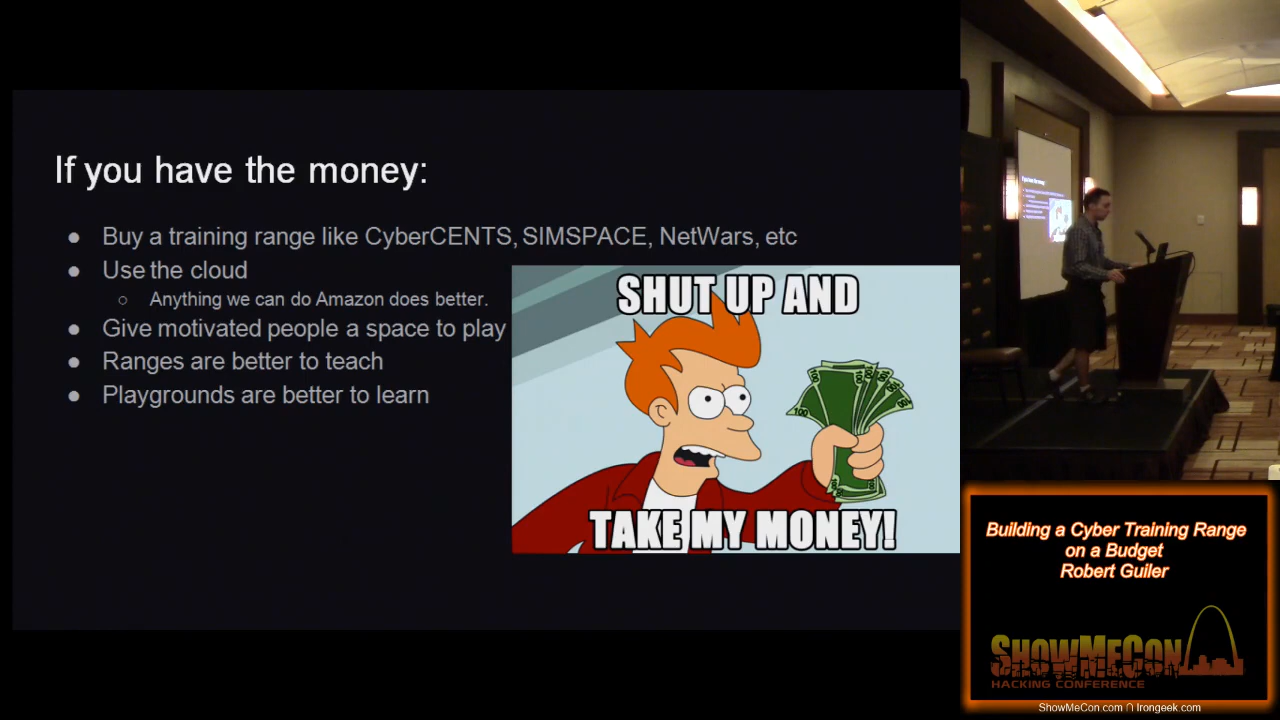 If you have the money:
● Buy a training range like CyberCENTS, SIMSPACE, NetWars, etc
● Use the cloud
○ Anything we can do Amazon does better.
● Give motivated people a space to play
● Ranges are better to teach
● Playgrounds are better to learn
SHUT UP AND
TAKE MY MONEY!
Building a Cyber Training Range
on a Budget
Robert Guiler
SHOWMECON
HACKING CONFERENCE
ShowMeCon.com ∩ Irongeek.com